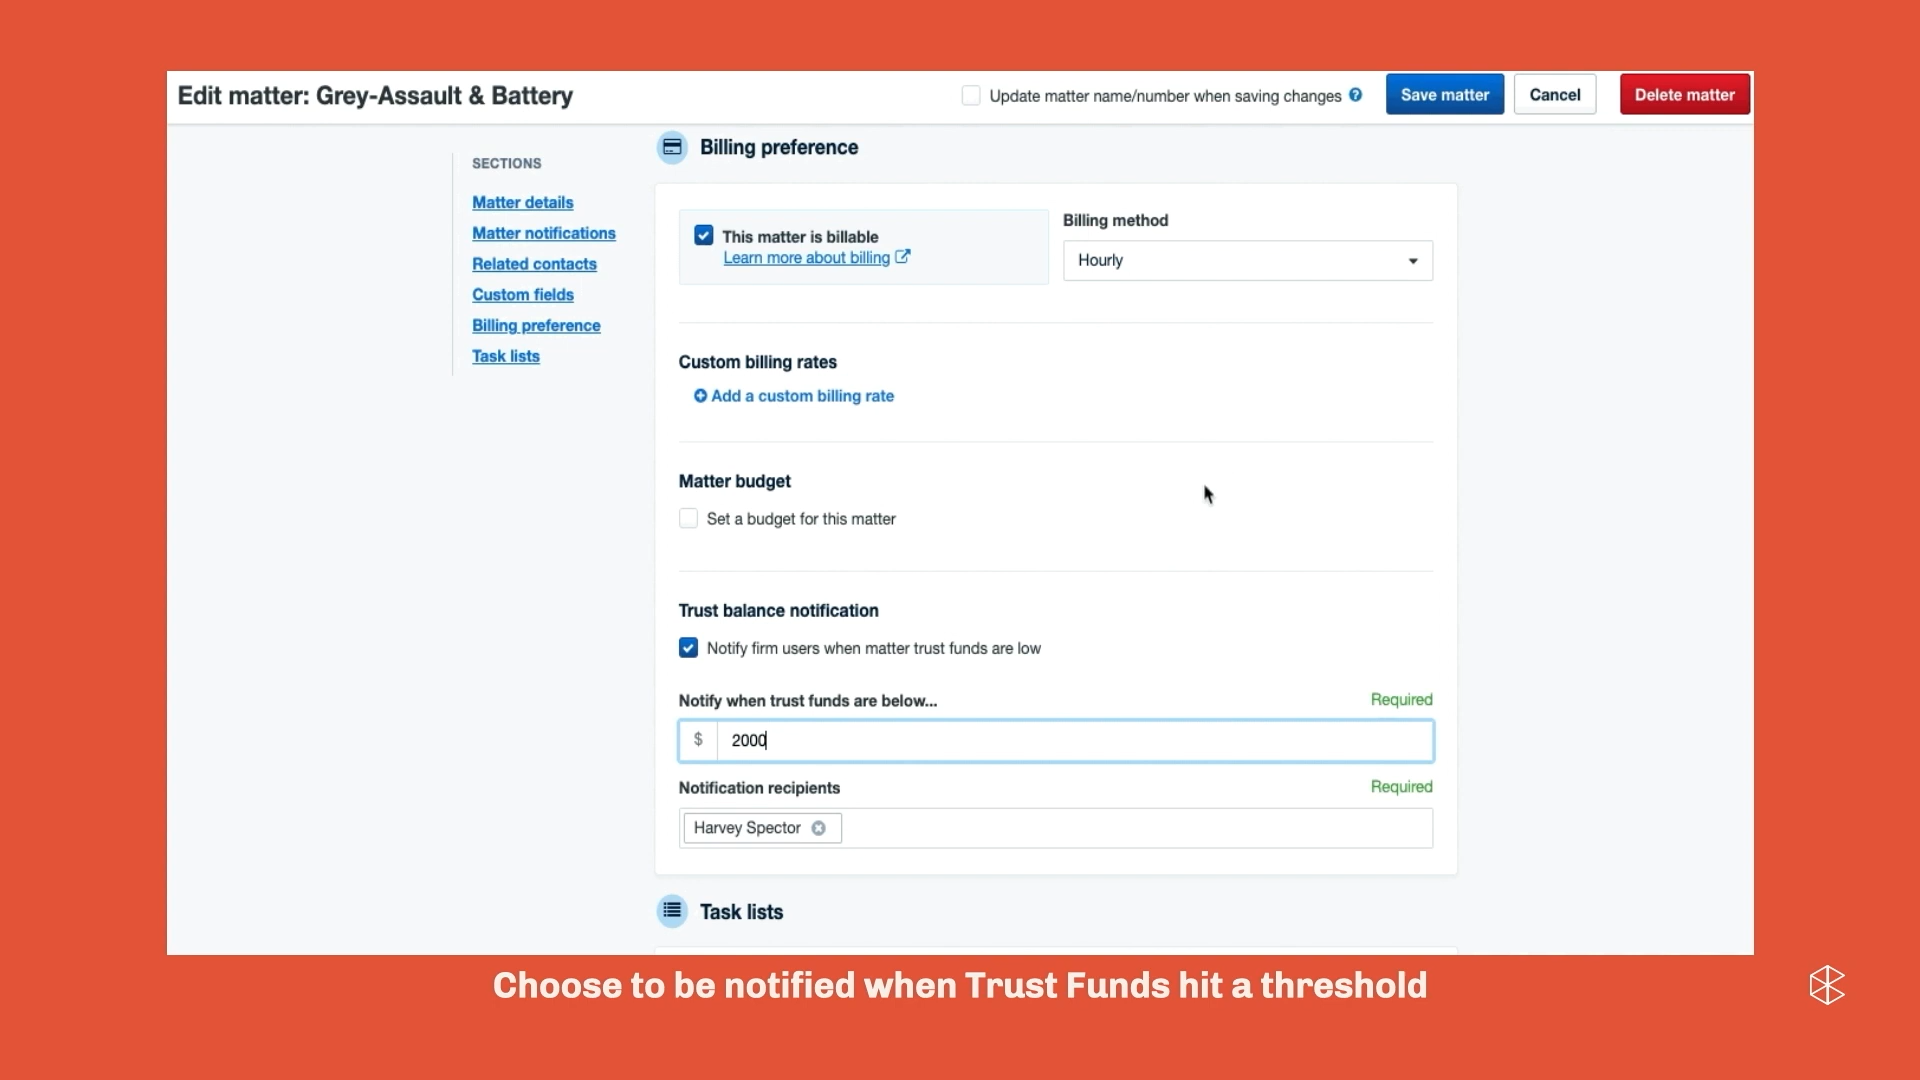 Edit matter: Grey-Assault & Battery
Update matter name/number when saving changes
Save matter
Cancel
Delete matter
SECTIONS
Matter details
Matter notifications
Related contacts
Custom fields
Billing preference
Task lists
Billing preference
This matter is billable
Learn more about billing
Billing method
Hourly
Custom billing rates
Add a custom billing rate
Matter budget
Set a budget for this matter
Trust balance notification
Notify firm users when matter trust funds are low
Notify when trust funds are below...
Required
$ 2000
Notification recipients
Required
Harvey Spector
Task lists
Choose to be notified when Trust Funds hit a threshold